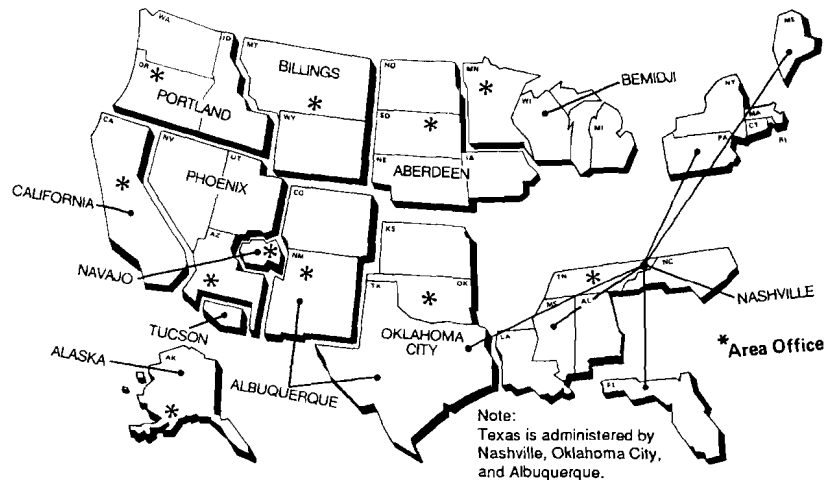 WA
ID
MT
ND
MN
MS
OR
BILLINGS
BEMIDJI
NY
PORTLAND
WI
MA
CA
WY
SD
MI
PA
CT
RI
NV
UT
NE
IA
ABERDEEN
PHOENIX
CO
CALIFORNIA
KS
AZ
NM
NAVAJO
TX
OK
TN
NC
NASHVILLE
MS
AL
TUCSON
OKLAHOMA
CITY
LA
*Area Office
ALASKA
AK
ALBUQUERQUE
FL
Note:
Texas is administered by
Nashville, Oklahoma City,
and Albuquerque.